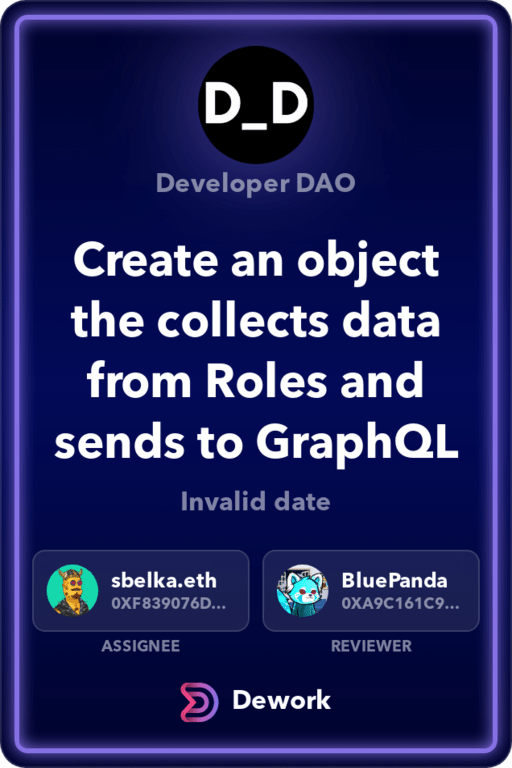 D_D
Developer DAO
Create an object
the collects data
from Roles and
sends to GraphQL
Invalid date
sbelka.eth
0XF839076D...
BluePanda
0XA9C161C9...
ASSIGNEE
REVIEWER
Dework